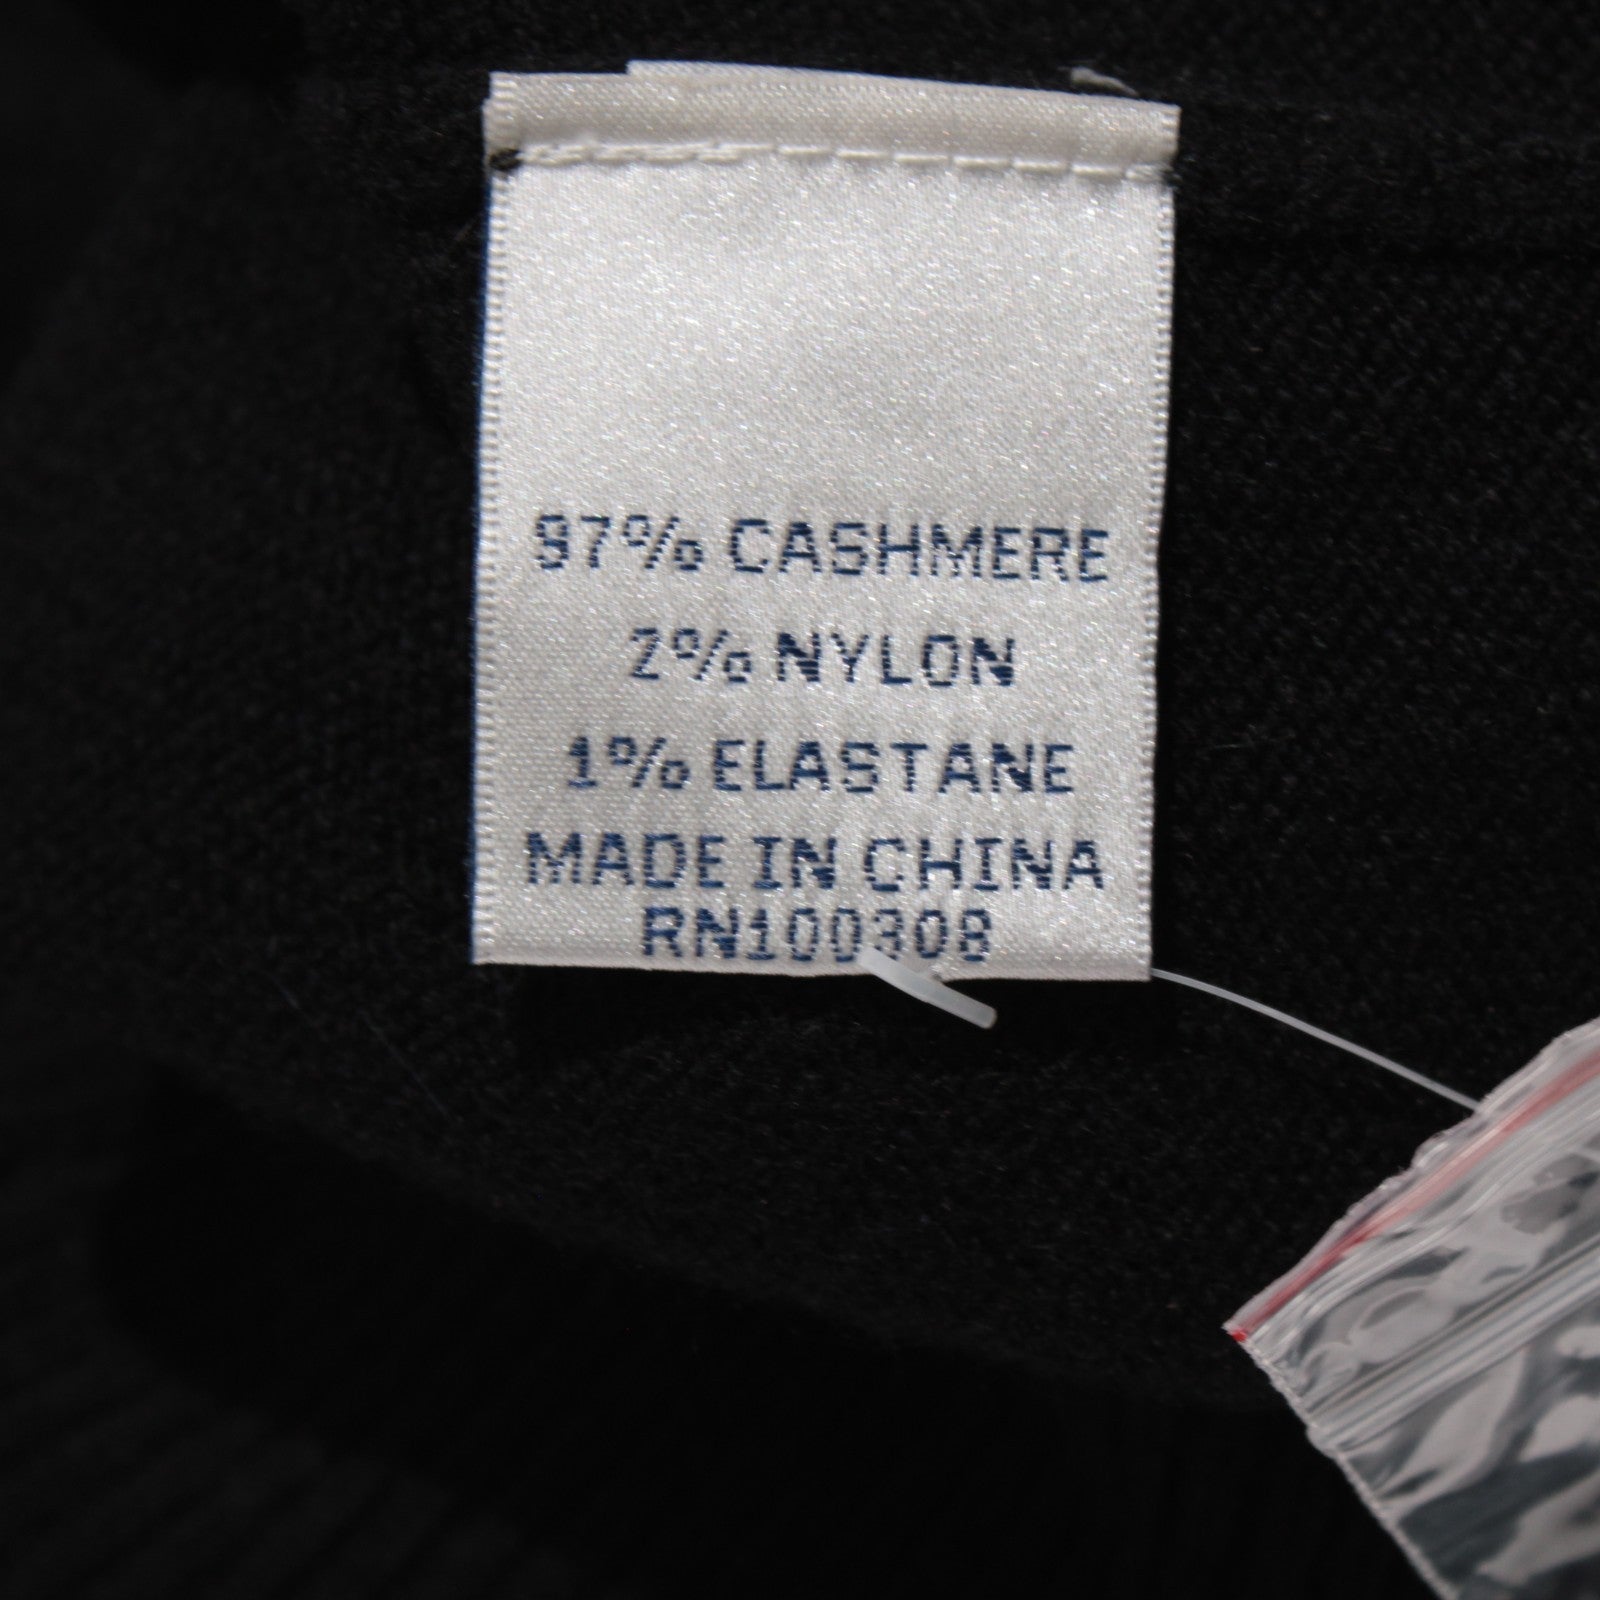 97% CASHMERE
2% NYLON
1% ELASTANE
MADE IN CHINA
RN100308